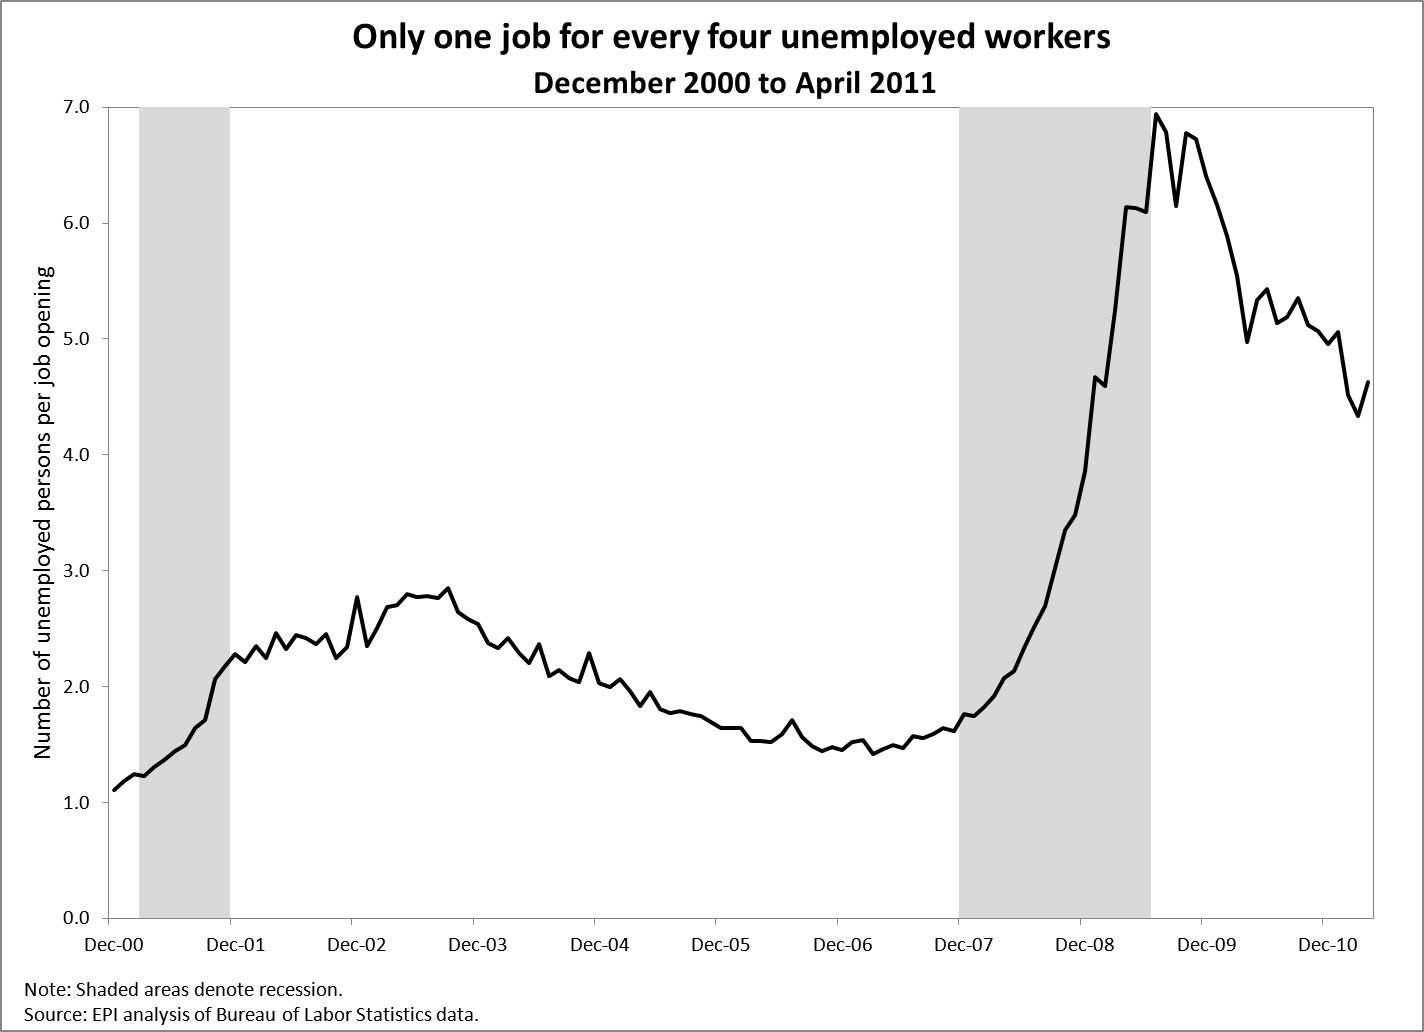 Only one job for every four unemployed workers
December 2000 to April 2011
Number of unemployed persons per job opening
7.0
6.0
5.0
4.0
3.0
2.0
1.0
0.0
Dec-00 Dec-01 Dec-02 Dec-03 Dec-04 Dec-05 Dec-06 Dec-07 Dec-08 Dec-09 Dec-10
Note: Shaded areas denote recession.
Source: EPI analysis of Bureau of Labor Statistics data.